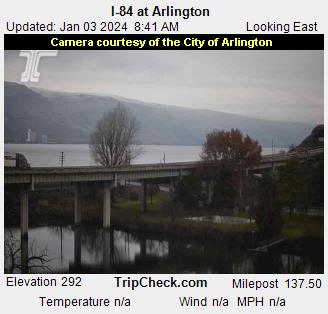 I-84 at Arlington
Updated: Jan 03 2024 8:41 AM Looking East
Camera courtesy of the City of Arlington
Elevation 292 TripCheck.com Milepost 137.50
Temperature n/a Wind n/a MPH n/a